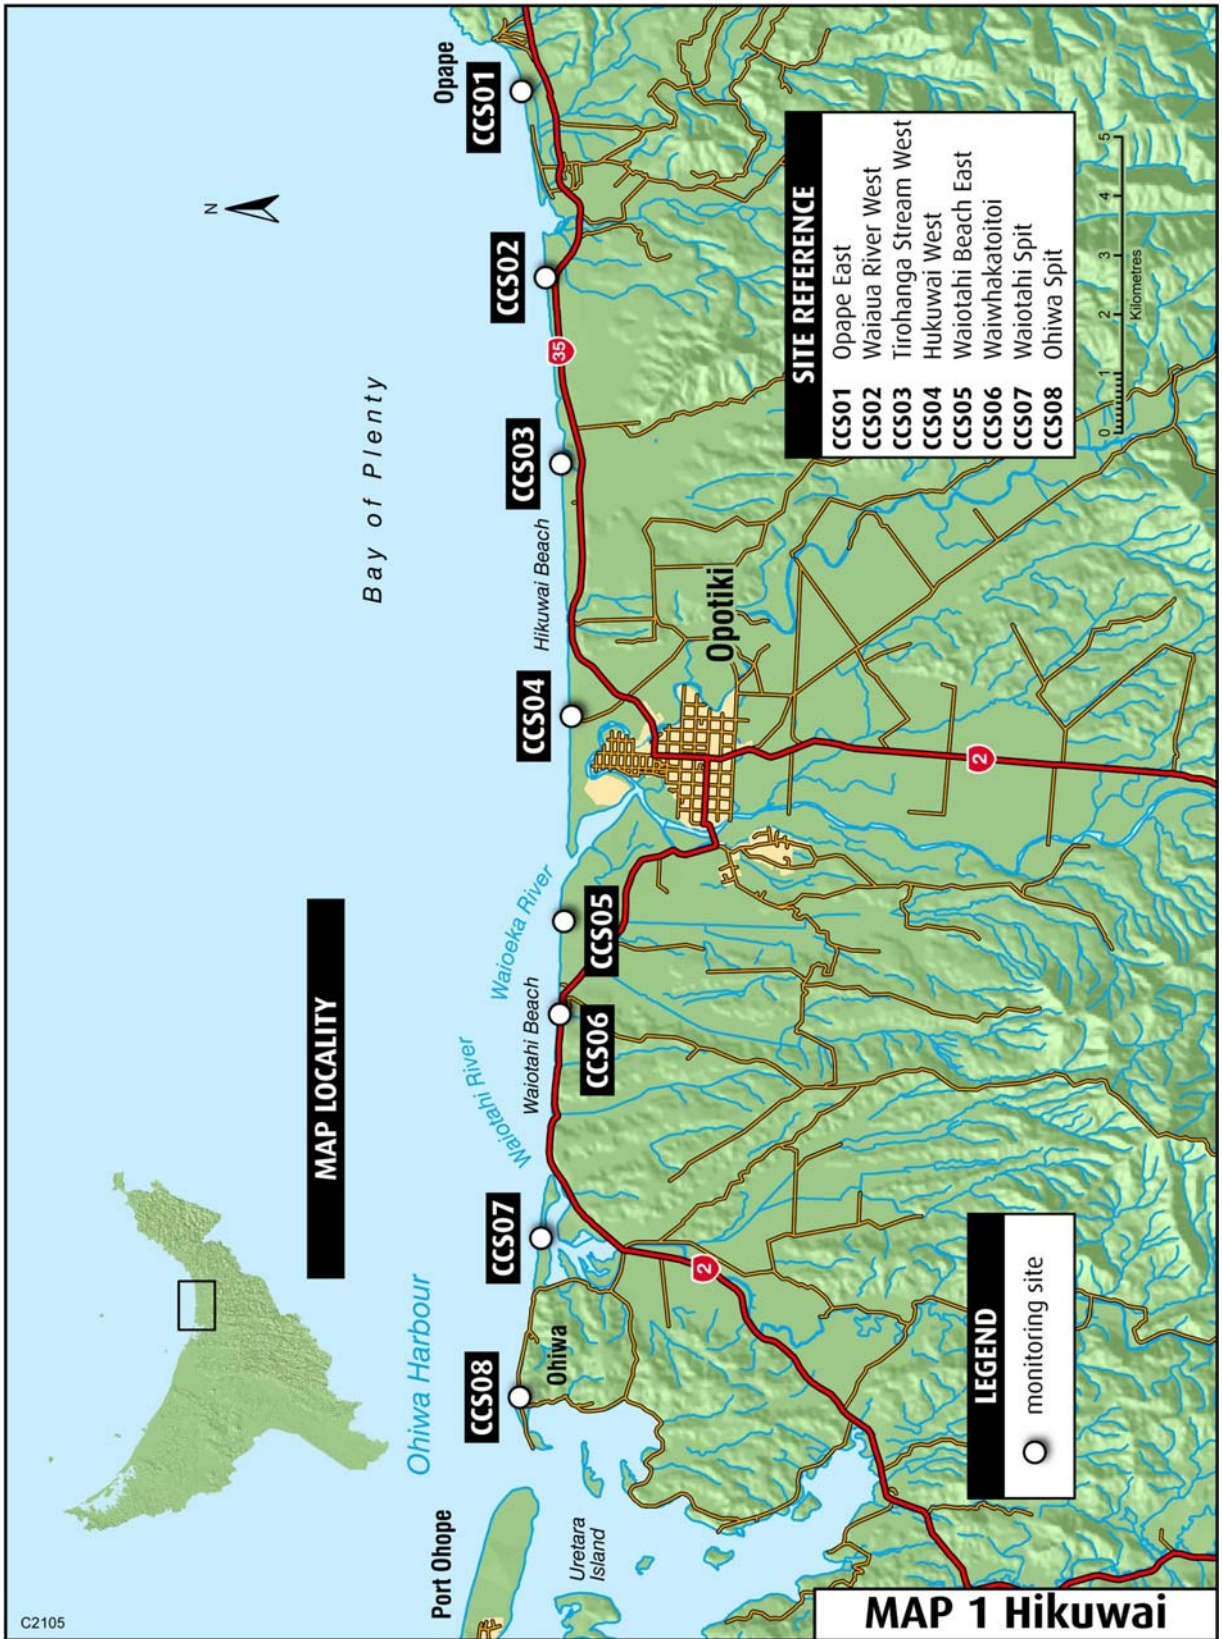 C2105
MAP 1 Hikuwai
N
Bay of Plenty
MAP LOCALITY
Ohiwa Harbour
Port Ohope
Uretara
Island
CCS08
Ohiwa
CCS07
Waiotahi River
Waiotahi Beach
CCS06
Waioeka River
CCS05
CCS04
Hikuwai Beach
CCS03
CCS02
CCS01
Opape
Opotiki
35
2
2
LEGEND
monitoring site
SITE REFERENCE
CCS01 Opape East
CCS02 Waiaua River West
CCS03 Tirohanga Stream West
CCS04 Hukuwai West
CCS05 Waiotahi Beach East
CCS06 Waiwhakatoitoi
CCS07 Waiotahi Spit
CCS08 Ohiwa Spit
0 1 2 3 4 5
Kilometres